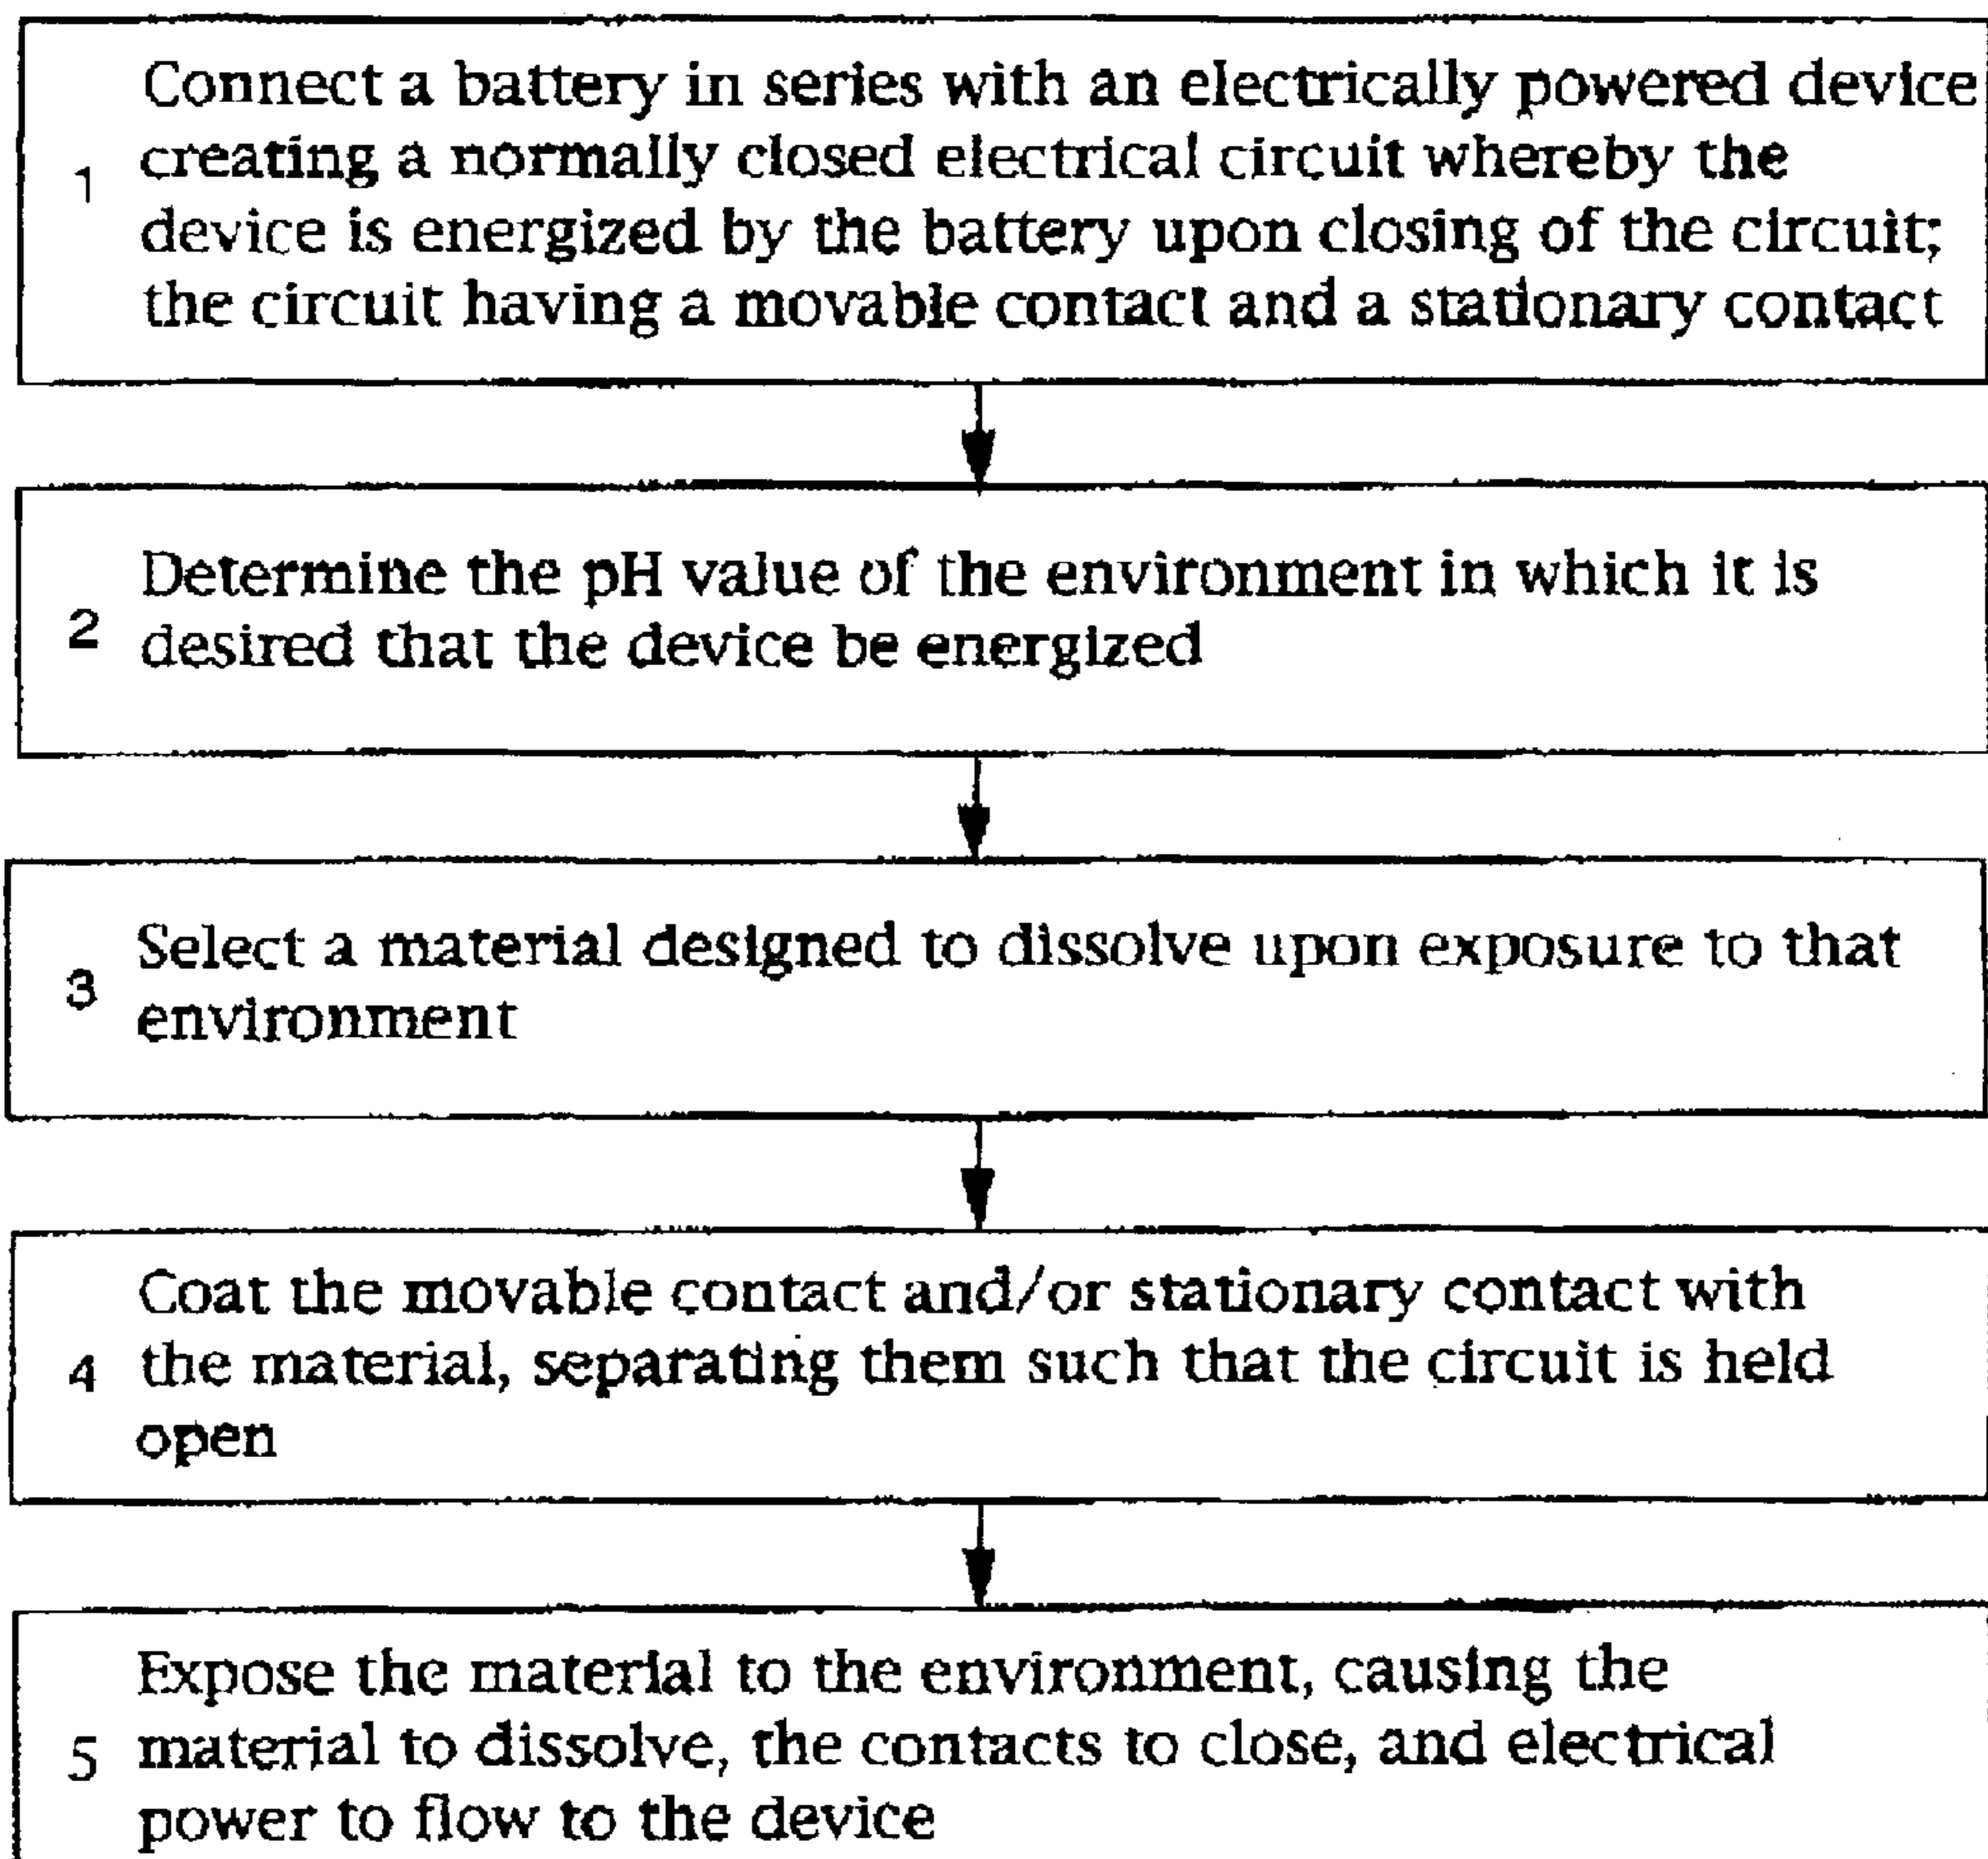 Connect a battery in series with an electrically powered device
creating a normally closed electrical circuit whereby the
1
device is energized by the battery upon closing of the circuit;
the circuit having a movable contact and a stationary contact
Determine the pH value of the environment in which it is
2
desired that the device be energized
Select a material designed to dissolve upon exposure to that
3
environment
Coat the movable contact and/or stationary contact with
4 the material, separating them such that the circuit is held
open
Expose the material to the environment, causing the
5 material to dissolve, the contacts to close, and electrical
power to flow to the device